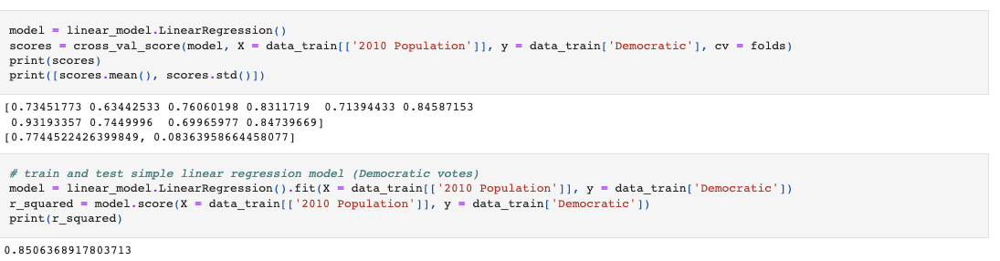 model = linear_model.LinearRegression()
scores = cross_val_score(model, X = data_train[['2010 Population']], y = data_train['Democratic'], cv = folds)
print(scores)
print([scores.mean(), scores.std()])
[0.73451773 0.63442533 0.76060198 0.8311719  0.71394433 0.84587153
 0.93193357 0.7449996  0.69965977 0.84739669]
[0.7744522426399849, 0.08363958664458077]
# train and test simple linear regression model (Democratic votes)
model = linear_model.LinearRegression().fit(X = data_train[['2010 Population']], y = data_train['Democratic'])
r_squared = model.score(X = data_train[['2010 Population']], y = data_train['Democratic'])
print(r_squared)
0.8506368917803713